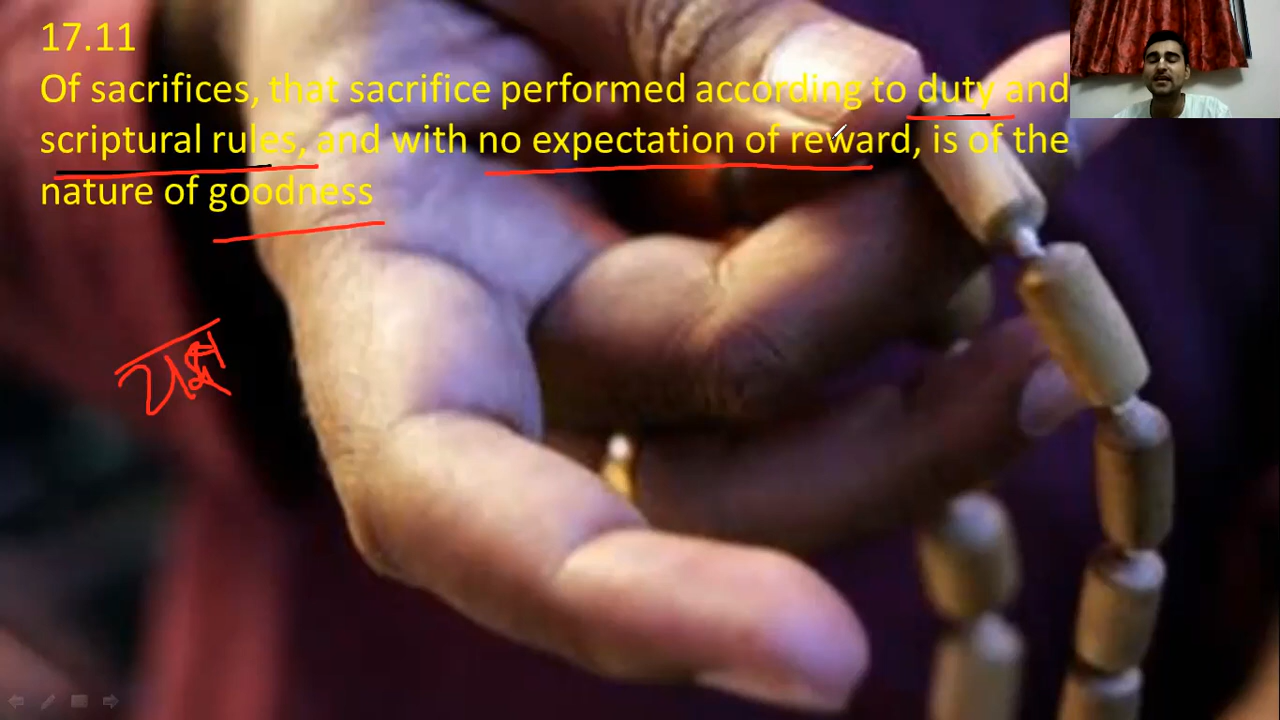 17.11
Of sacrifices, that sacrifice performed according to duty and
scriptural rules, and with no expectation of reward, is of the
nature of goodness